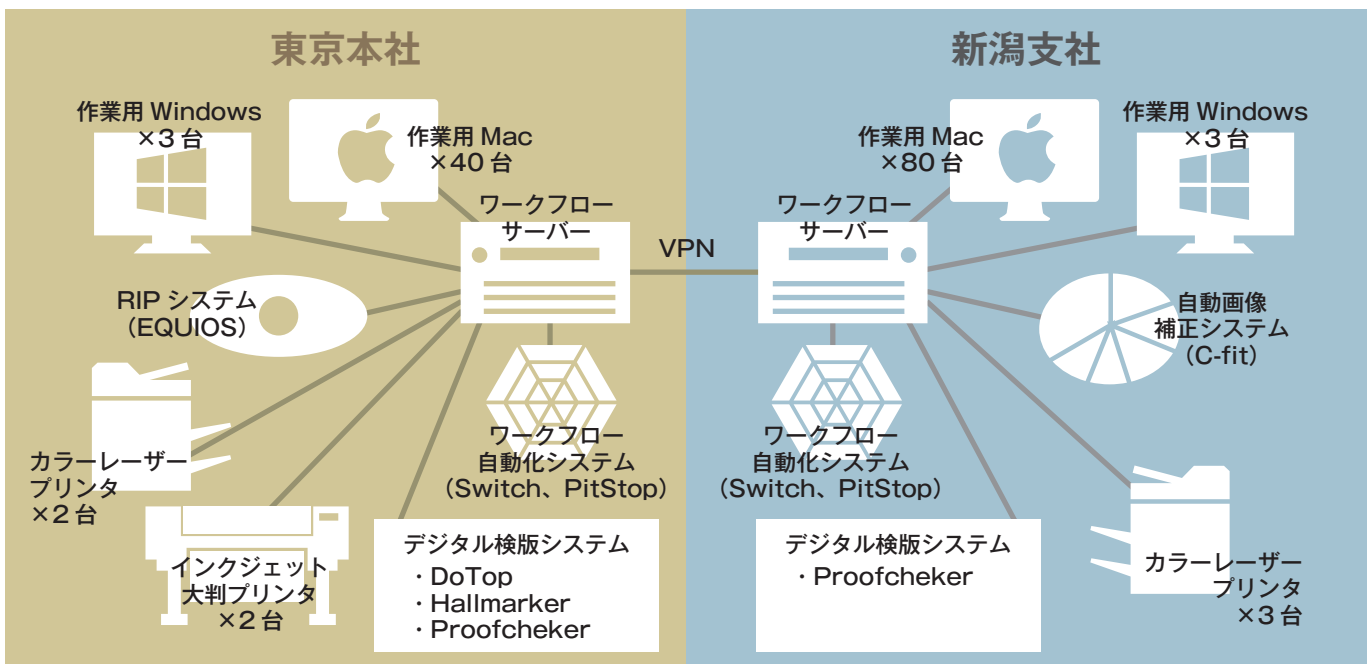 東京本社
作業用 Windows
×3 台
作業用 Mac
×40 台
ワークフロー
サーバー
RIP システム
（EQUIOS）
カラーレーザー
プリンタ
×2 台
インクジェット
大判プリンタ
×2 台
ワークフロー
自動化システム
（Switch、PitStop）
デジタル検版システム
・DoTop
・Hallmarker
・Proofcheker
VPN
新潟支社
作業用 Mac
×80 台
作業用 Windows
×3 台
ワークフロー
サーバー
自動画像
補正システム
（C-fit）
ワークフロー
自動化システム
（Switch、PitStop）
デジタル検版システム
・Proofcheker
カラーレーザー
プリンタ
×3 台